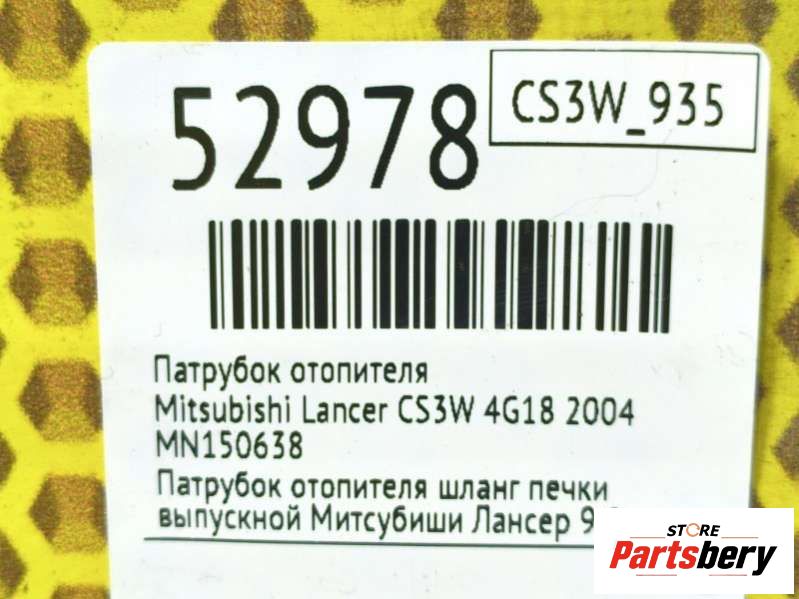 52978
CS3W_935
Патрубок отопителя
Mitsubishi Lancer CS3W 4G18 2004
MN150638
Патрубок отопителя шланг печки
выпускной Митсубиши Лансер 9
STORE
Partsbery